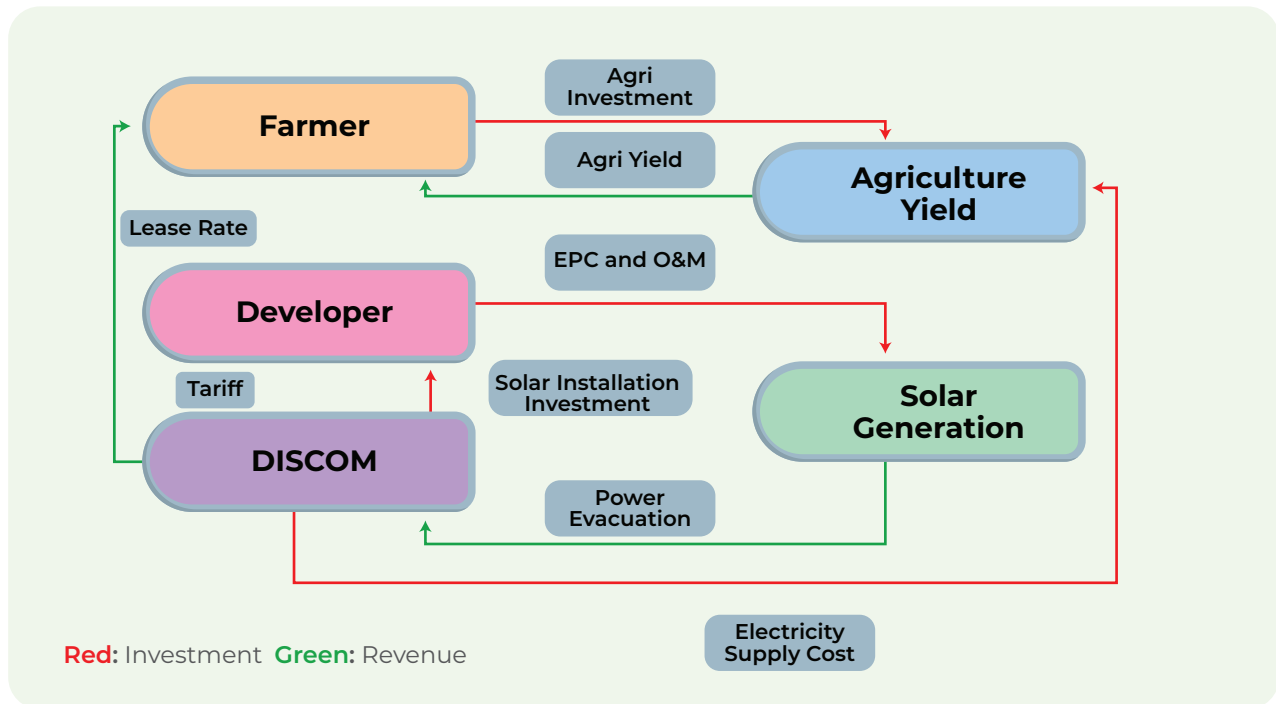 Farmer
Agri
Investment
Agri Yield
Agriculture
Yield
Lease Rate
EPC and O&M
Developer
Tariff
Solar Installation
Investment
Solar
Generation
DISCOM
Power
Evacuation
Electricity
Supply Cost
Red: Investment Green: Revenue